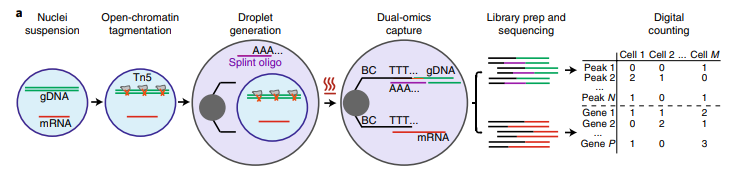 a
Nuclei
suspension
Open-chromatin
tagmentation
Droplet
generation
Dual-omics
capture
Library prep and
sequencing
Digital
counting
gDNA
mRNA
Tn5
AAA...
Splint oligo
BC TTT... gDNA
AAA...
BC TTT...
mRNA
Cell 1 Cell 2 ... Cell M
Peak 1 0 0 1
Peak 2 2 1 0
...
Peak N 1 0 1
Gene 1 1 1 2
Gene 2 0 2 1
...
Gene P 1 0 3